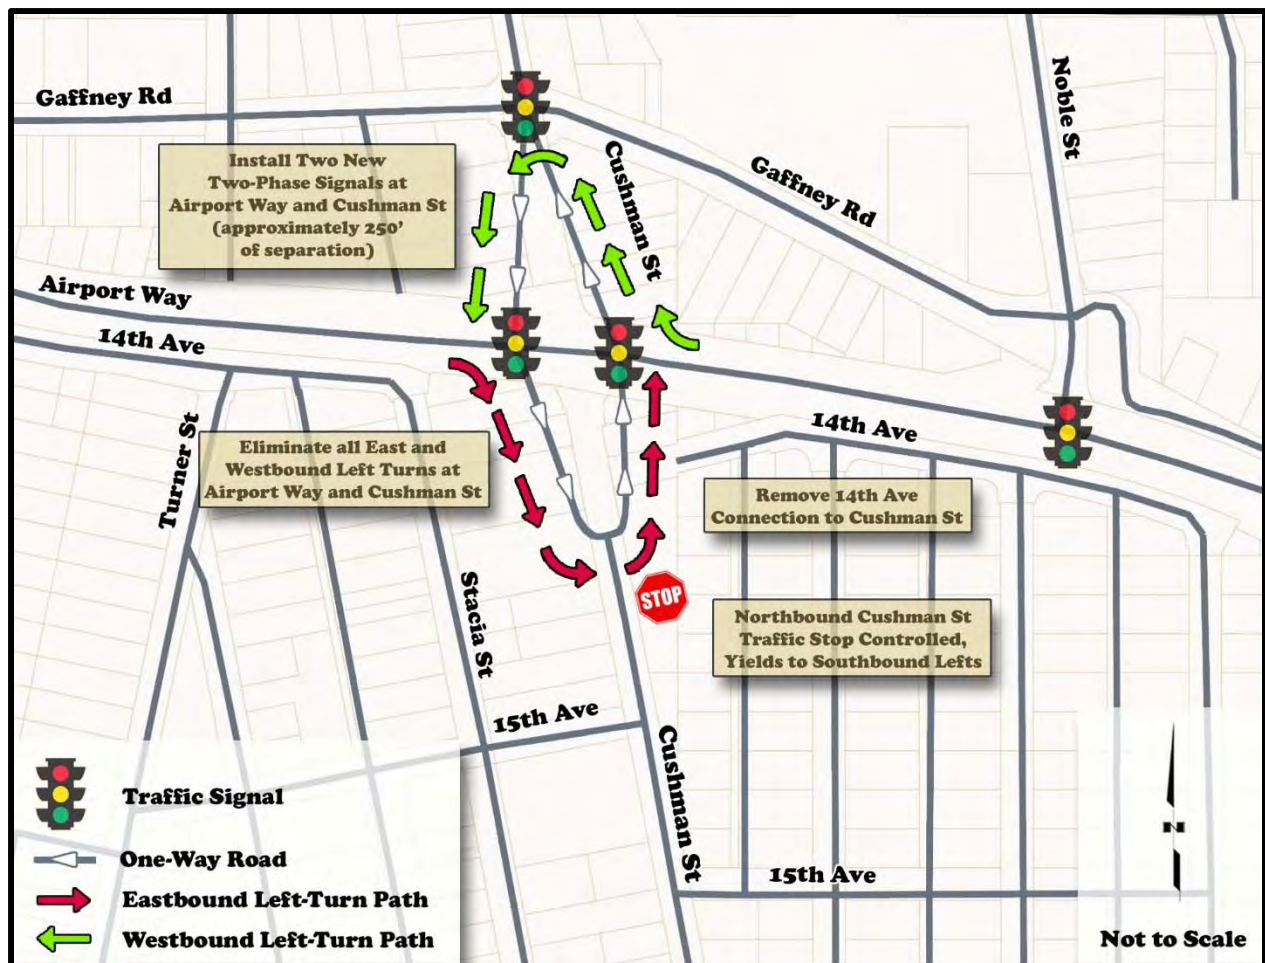 Gaffney Rd
Noble St
Cushman St
Gaffney Rd
Install Two New
Two-Phase Signals at
Airport Way and Cushman St
(approximately 250'
of separation)
Airport Way
14th Ave
14th Ave
Turner St
Eliminate all East and
Westbound Left Turns at
Airport Way and Cushman St
Remove 14th Ave
Connection to Cushman St
STOP
Stacia St
Northbound Cushman St
Traffic Stop Controlled,
Yields to Southbound Lefts
15th Ave
Cushman St
15th Ave
Traffic Signal
One-Way Road
Eastbound Left-Turn Path
Westbound Left-Turn Path
N
Not to Scale